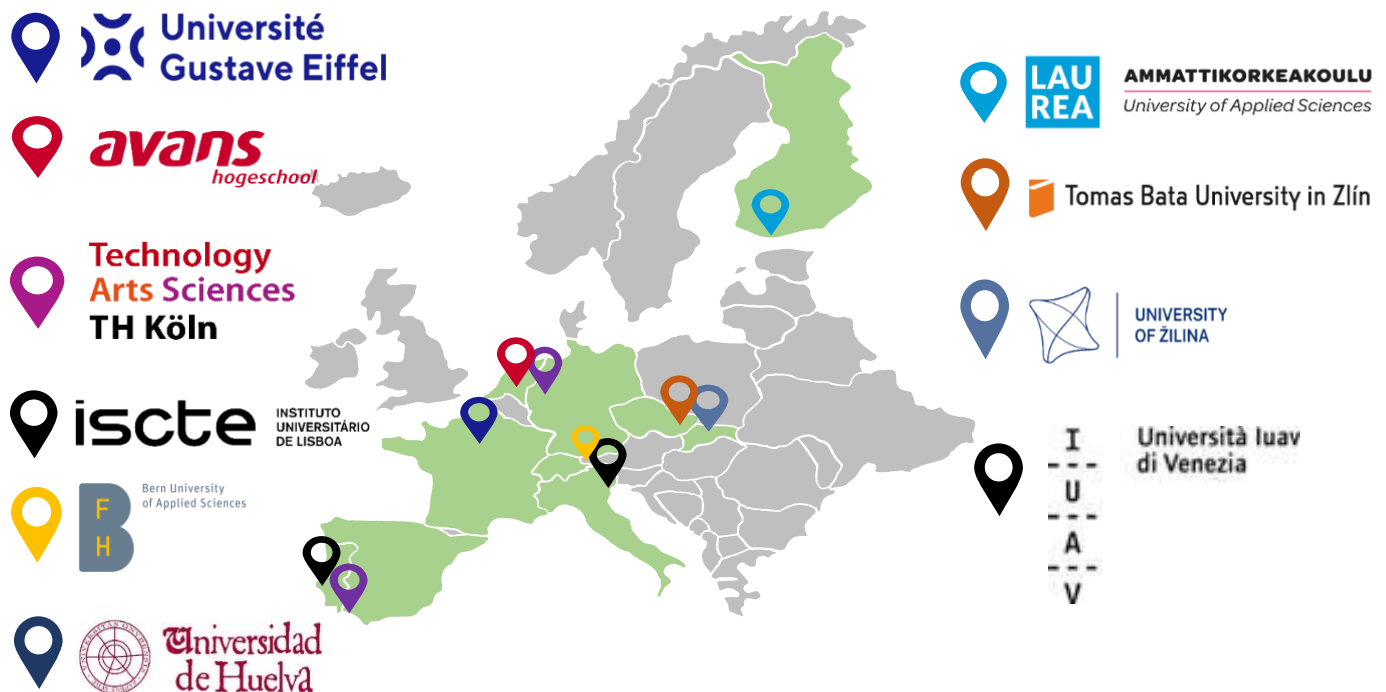 Université
Gustave Eiffel
avans
hogeschool
Technology
Arts Sciences
TH Köln
iscte
INSTITUTO
UNIVERSITÁRIO
DE LISBOA
B
F
H
Bern University
of Applied Sciences
Universidad
de Huelva
LAU
REA
AMMATTIKORKEAKOULU
University of Applied Sciences
Tomas Bata University in Zlín
UNIVERSITY
OF ŽILINA
I
U
A
V
Università Iuav
di Venezia